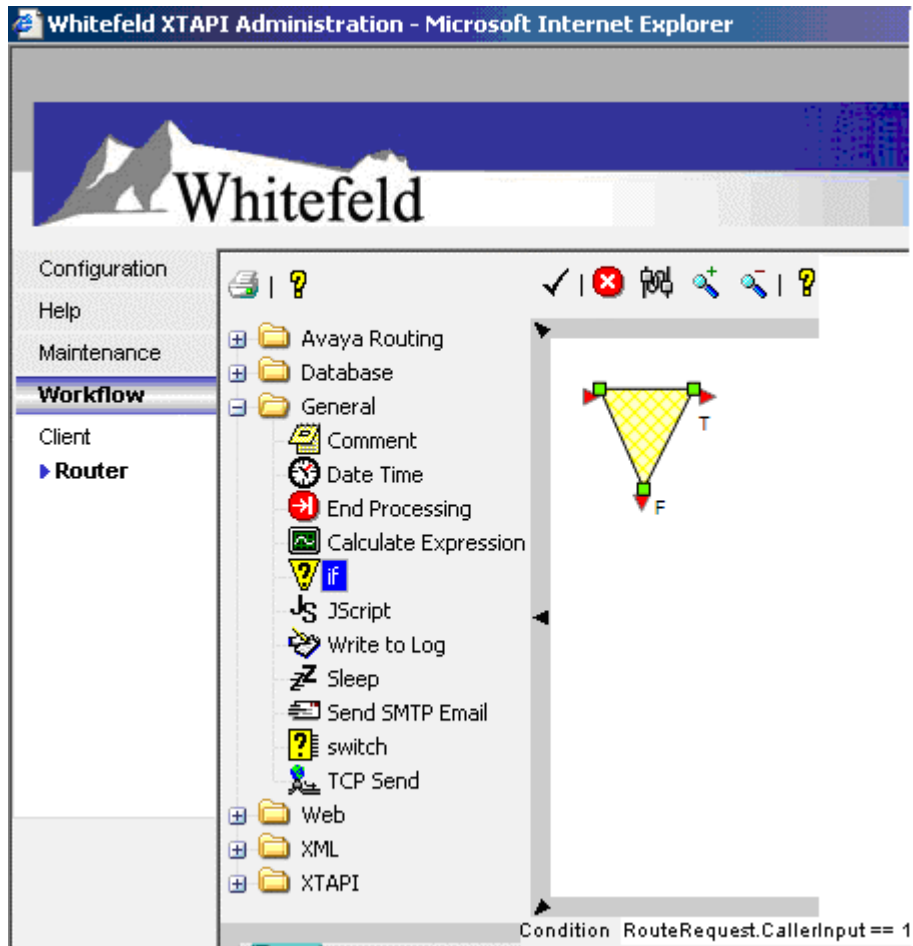 Whitefeld XTAPI Administration - Microsoft Internet Explorer
Whitefeld
Configuration
Help
Maintenance
Workflow
Client
Router
Avaya Routing
Database
General
Comment
Date Time
End Processing
Calculate Expression
if
JScript
Write to Log
Sleep
Send SMTP Email
switch
TCP Send
Web
XML
XTAPI
T
F
Condition RouteRequest.CallerInput == 1